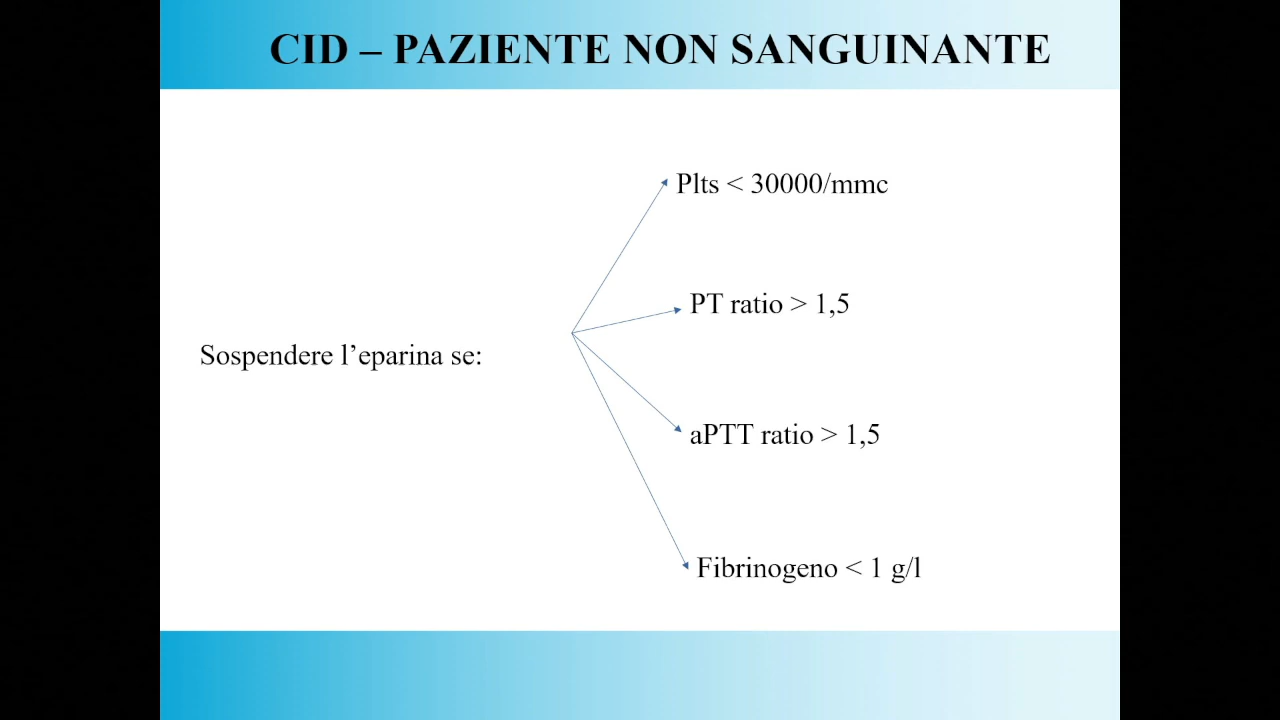 CID – PAZIENTE NON SANGUINANTE
Plts < 30000/mmc
PT ratio > 1,5
Sospendere l’eparina se:
aPTT ratio > 1,5
Fibrinogeno < 1 g/l